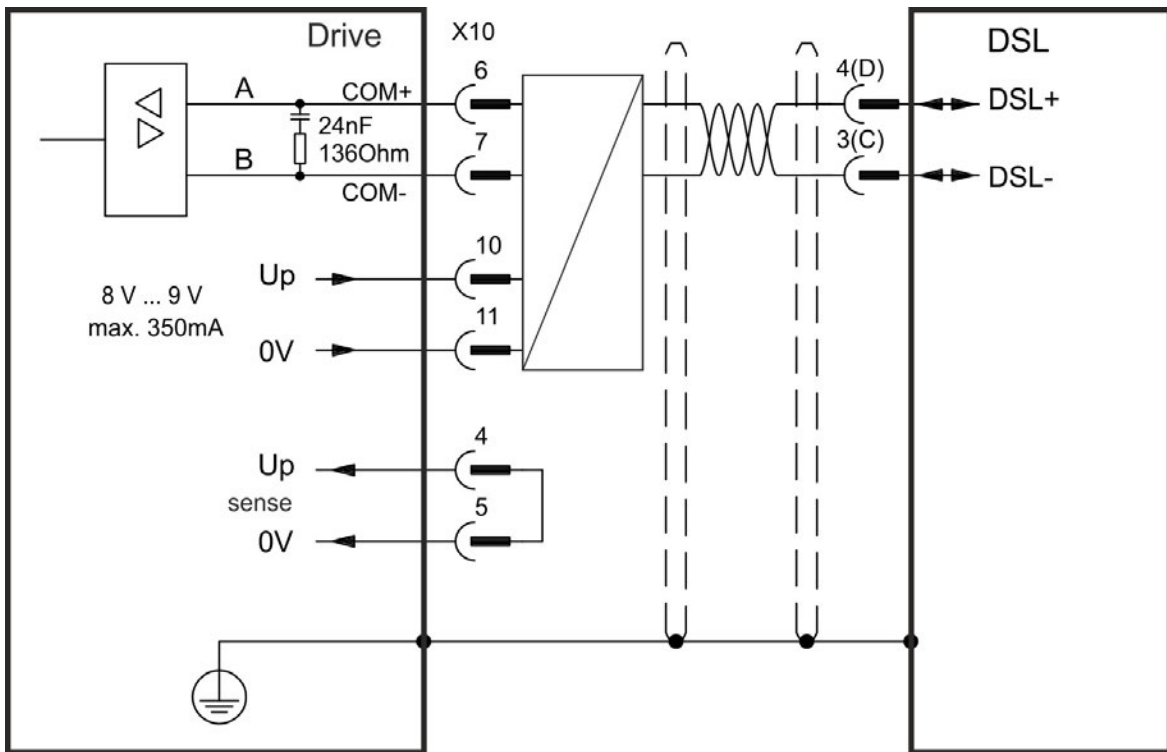 Drive
X10
DSL
A
COM+
6
4(D)
DSL+
24nF
136Ohm
7
3(C)
B
COM-
DSL-
10
Up
8 V ... 9 V
max. 350mA
11
0V
4
Up
sense
5
0V